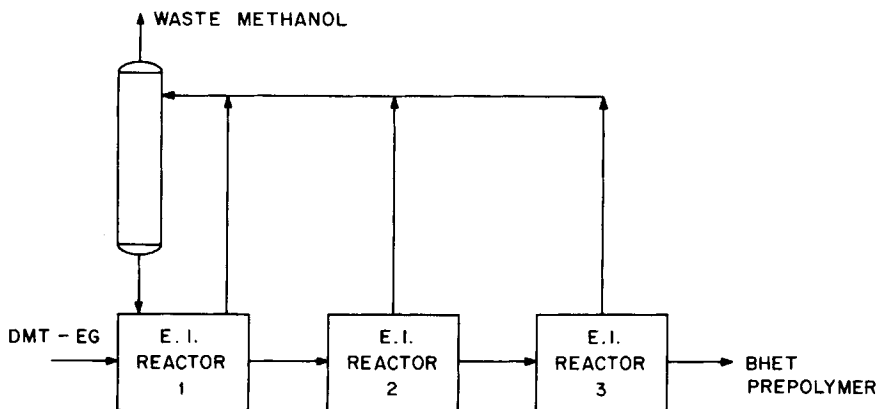 WASTE METHANOL
DMT - EG
E. I.
REACTOR
1
E. I.
REACTOR
2
E. I.
REACTOR
3
BHET
PREPOLYMER